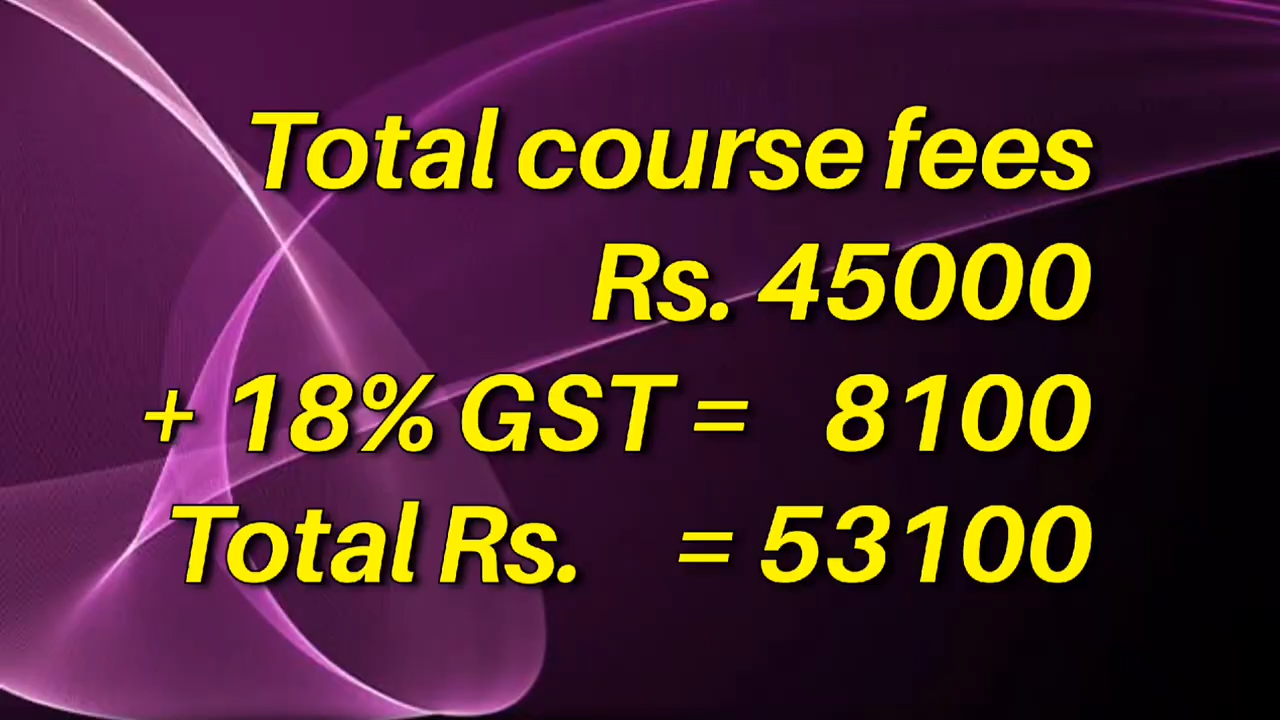 Total course fees
Rs. 45000
+ 18% GST = 8100
Total Rs. = 53100